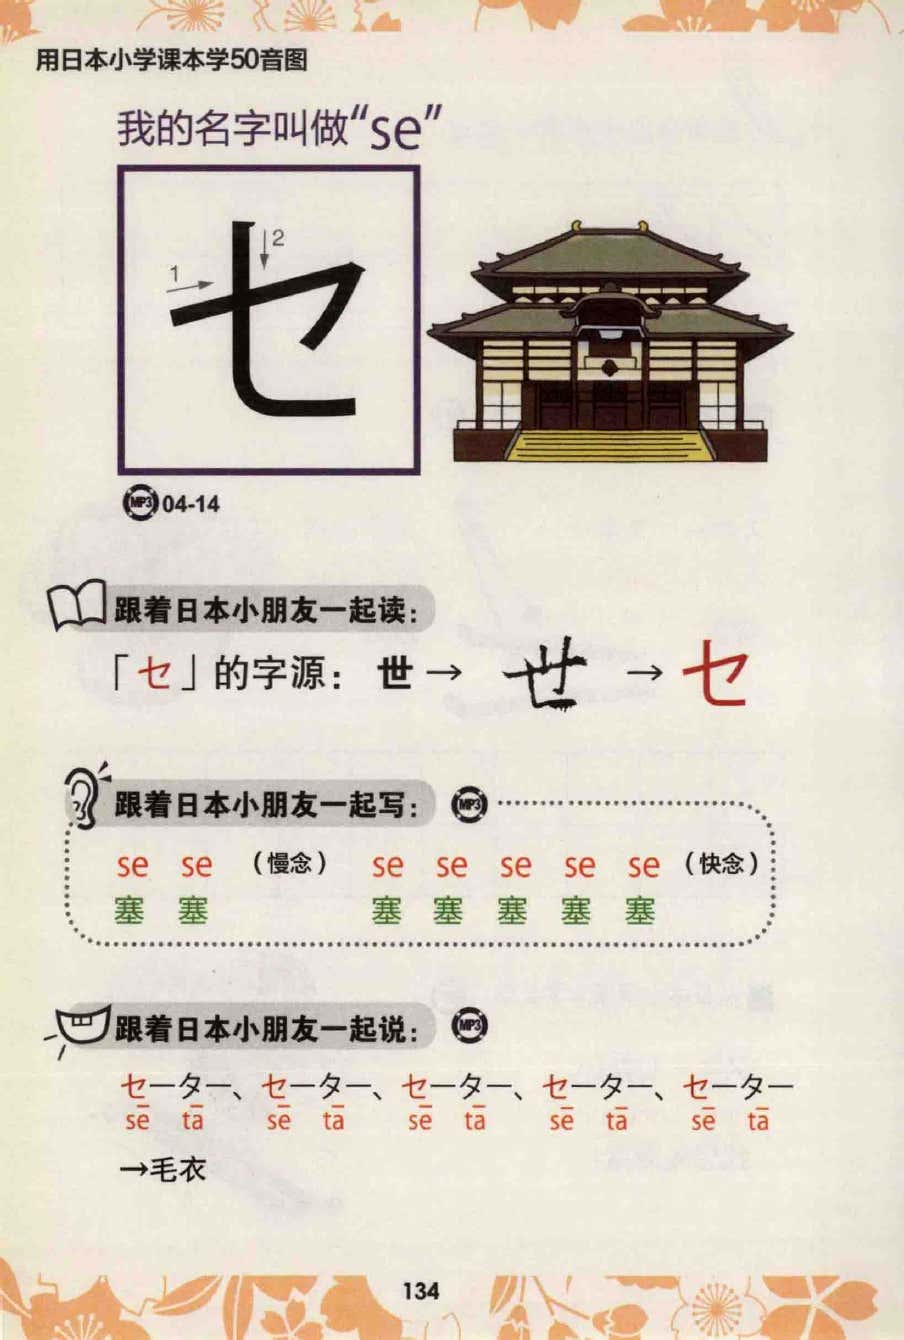 用日本小学课本学50音图
我的名字叫做“se”
セ
1
2
MP3 04-14
跟着日本小朋友一起读：
「セ」的字源：世→世→セ
跟着日本小朋友一起写： MP3
se se （慢念） se se se se se （快念）
塞 塞 塞 塞 塞 塞 塞
跟着日本小朋友一起说： MP3
セーター、セーター、セーター、セーター、セーター
sē tā sē tā sē tā sē tā sē tā
→毛衣
134